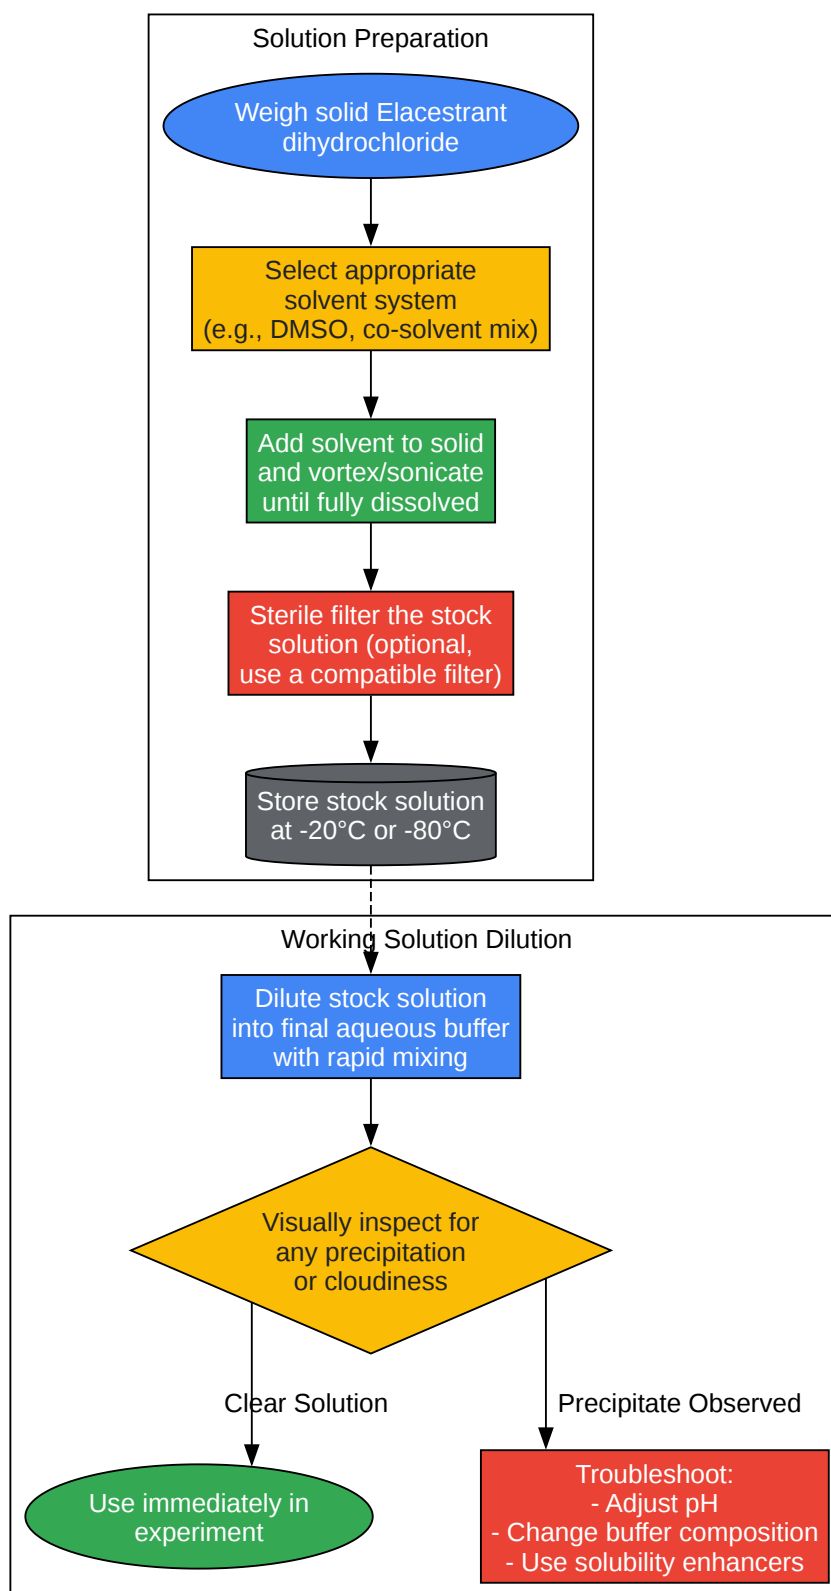 Solution Preparation
Weigh solid Elacestrant
dihydrochloride
Select appropriate
solvent system
(e.g., DMSO, co-solvent mix)
Add solvent to solid
and vortex/sonicate
until fully dissolved
Sterile filter the stock
solution (optional,
use a compatible filter)
Store stock solution
at -20°C or -80°C
Working Solution Dilution
Dilute stock solution
into final aqueous buffer
with rapid mixing
Visually inspect for
any precipitation
or cloudiness
Clear Solution
Precipitate Observed
Use immediately in
experiment
Troubleshoot:
- Adjust pH
- Change buffer composition
- Use solubility enhancers